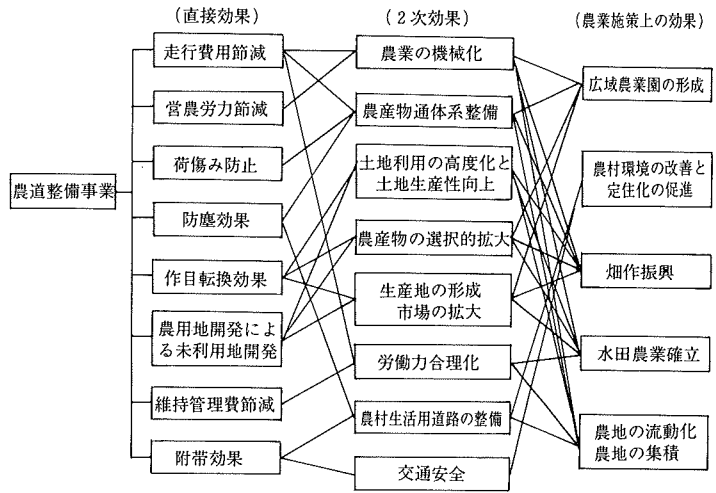 （直接効果）
（２次効果）
（農業施策上の効果）
農道整備事業
走行費用節減
営農労力節減
荷傷み防止
防塵効果
作目転換効果
農用地開発によ
る未利用地開発
維持管理費節減
附帯効果
農業の機械化
農産物通体系整備
土地利用の高度化と
土地生産性向上
農産物の選択的拡大
生産地の形成
市場の拡大
労働力合理化
農村生活用道路の整備
交通安全
広域農業園の形成
農村環境の改善と
定住化の促進
畑作振興
水田農業確立
農地の流動化
農地の集積